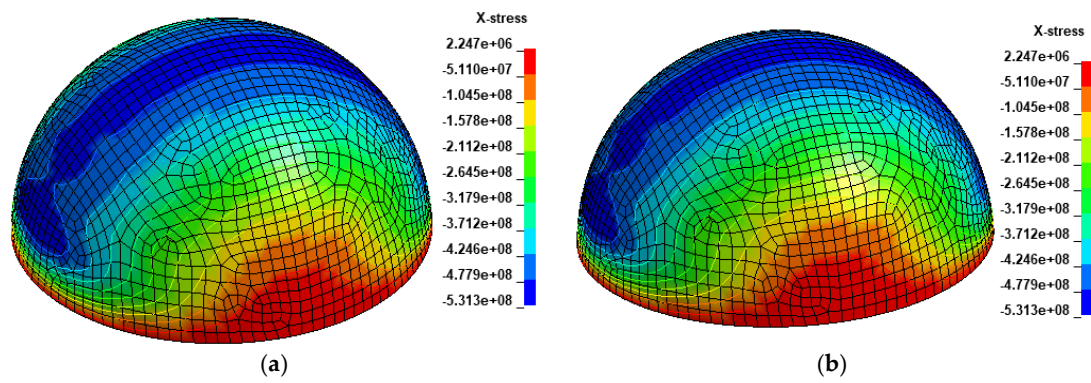 X-stress
2.247e+06
-5.110e+07
-1.045e+08
-1.578e+08
-2.112e+08
-2.645e+08
-3.179e+08
-3.712e+08
-4.246e+08
-4.779e+08
-5.313e+08
(a)
X-stress
2.247e+06
-5.110e+07
-1.045e+08
-1.578e+08
-2.112e+08
-2.645e+08
-3.179e+08
-3.712e+08
-4.246e+08
-4.779e+08
-5.313e+08
(b)